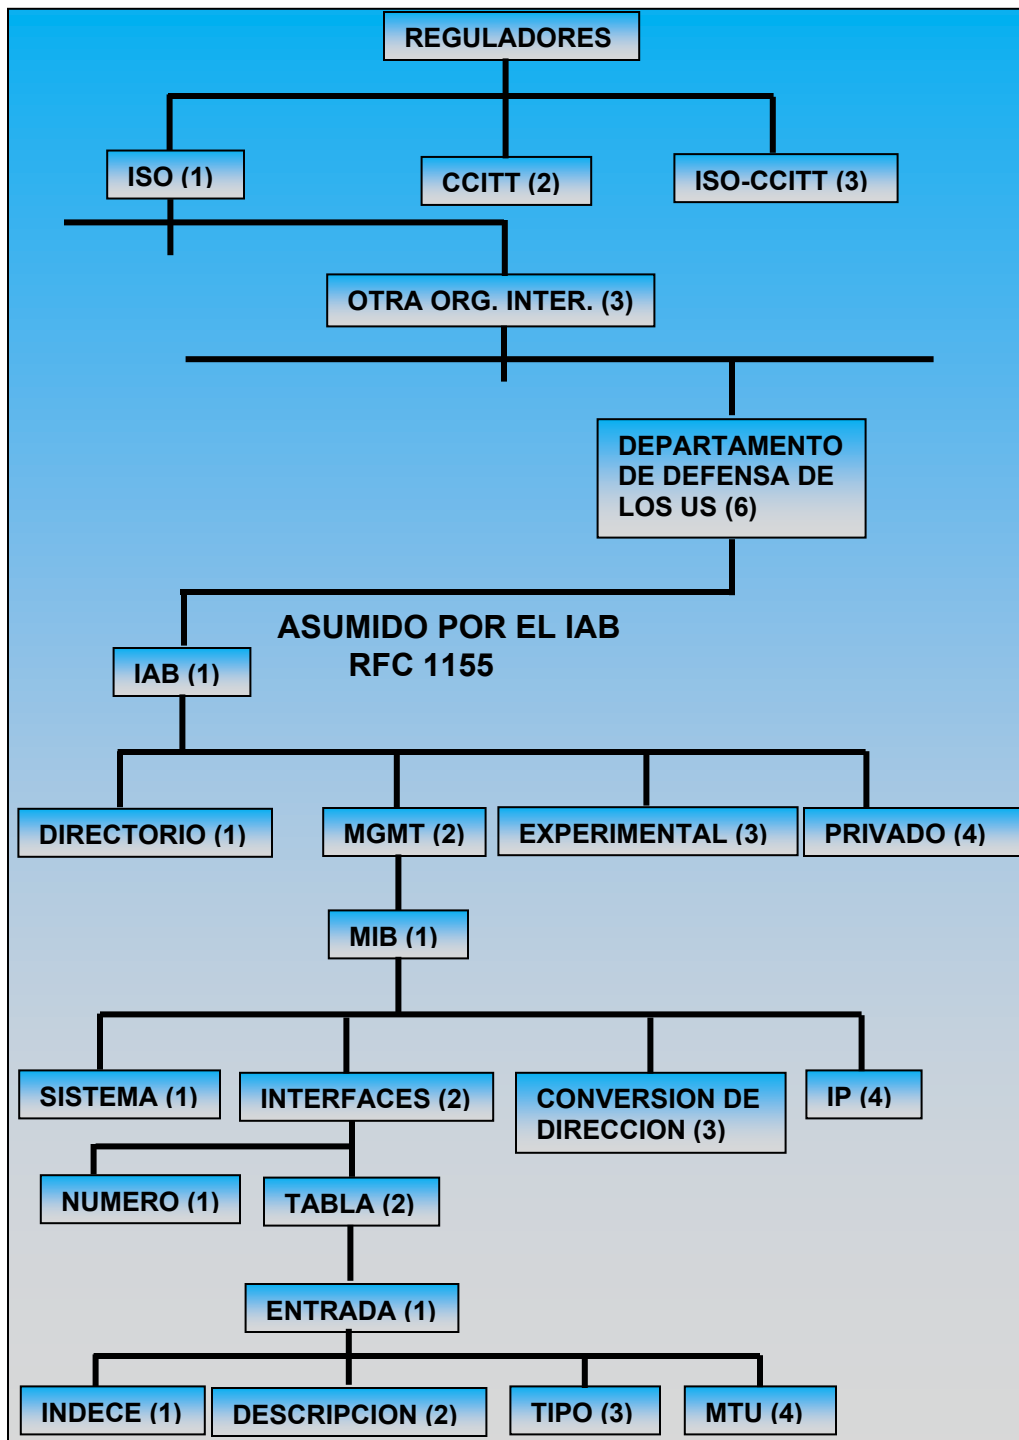 REGULADORES
ISO (1)
CCITT (2)
ISO-CCITT (3)
OTRA ORG. INTER. (3)
DEPARTAMENTO
DE DEFENSA DE
LOS US (6)
ASUMIDO POR EL IAB
RFC 1155
IAB (1)
DIRECTORIO (1)
MGMT (2)
EXPERIMENTAL (3)
PRIVADO (4)
MIB (1)
SISTEMA (1)
INTERFACES (2)
CONVERSION DE
DIRECCION (3)
IP (4)
NUMERO (1)
TABLA (2)
ENTRADA (1)
INDECE (1)
DESCRIPCION (2)
TIPO (3)
MTU (4)